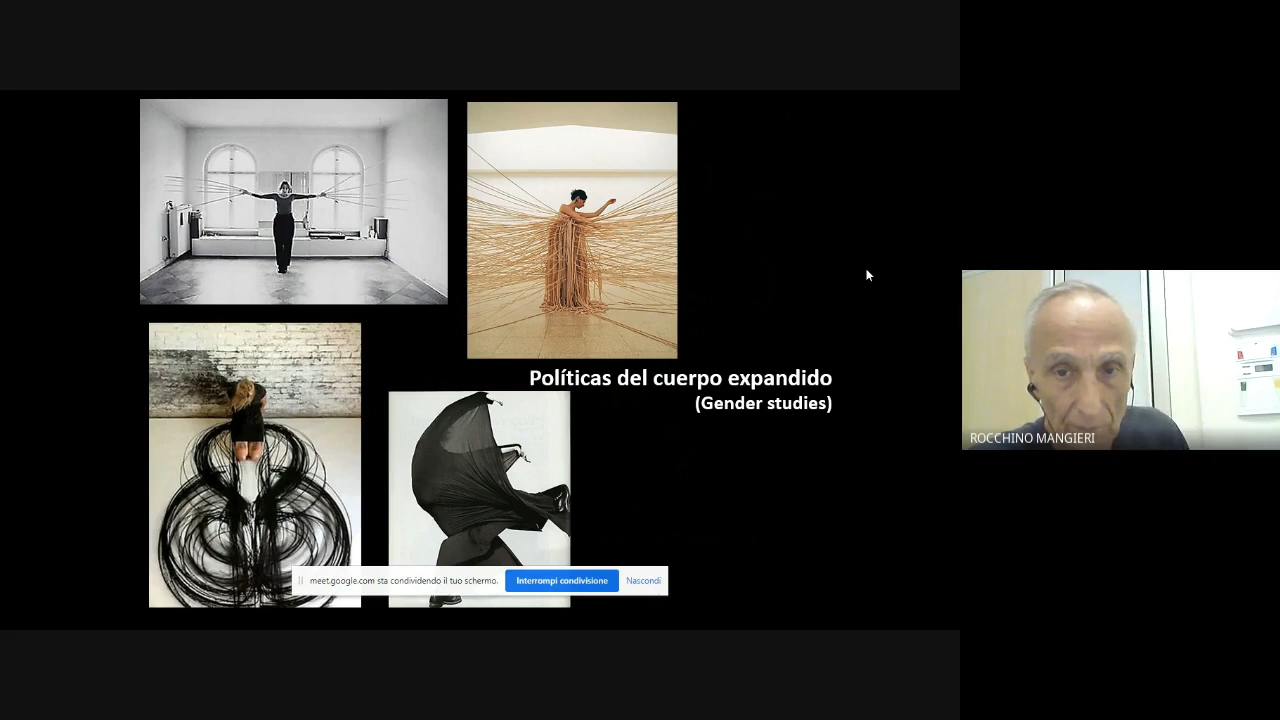 Políticas del cuerpo expandido
(Gender studies)
ROCCHINO MANGIERI
meet.google.com sta condividendo il tuo schermo.
Interrompi condivisione
Nascondi